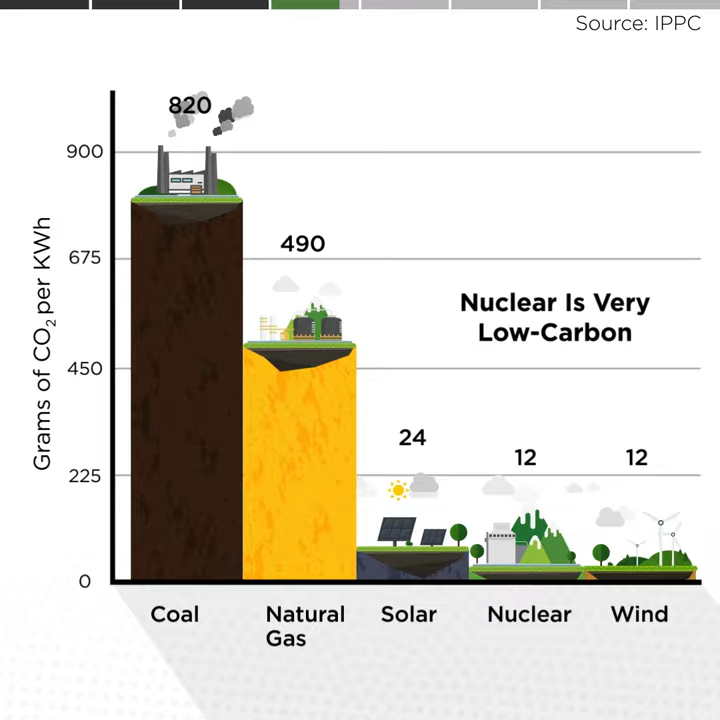 Source: IPPC
820
900
490
675
Nuclear Is Very
Low-Carbon
Grams of CO2 per KWh
450
24
12
12
225
0
Coal
Natural
Gas
Solar
Nuclear
Wind